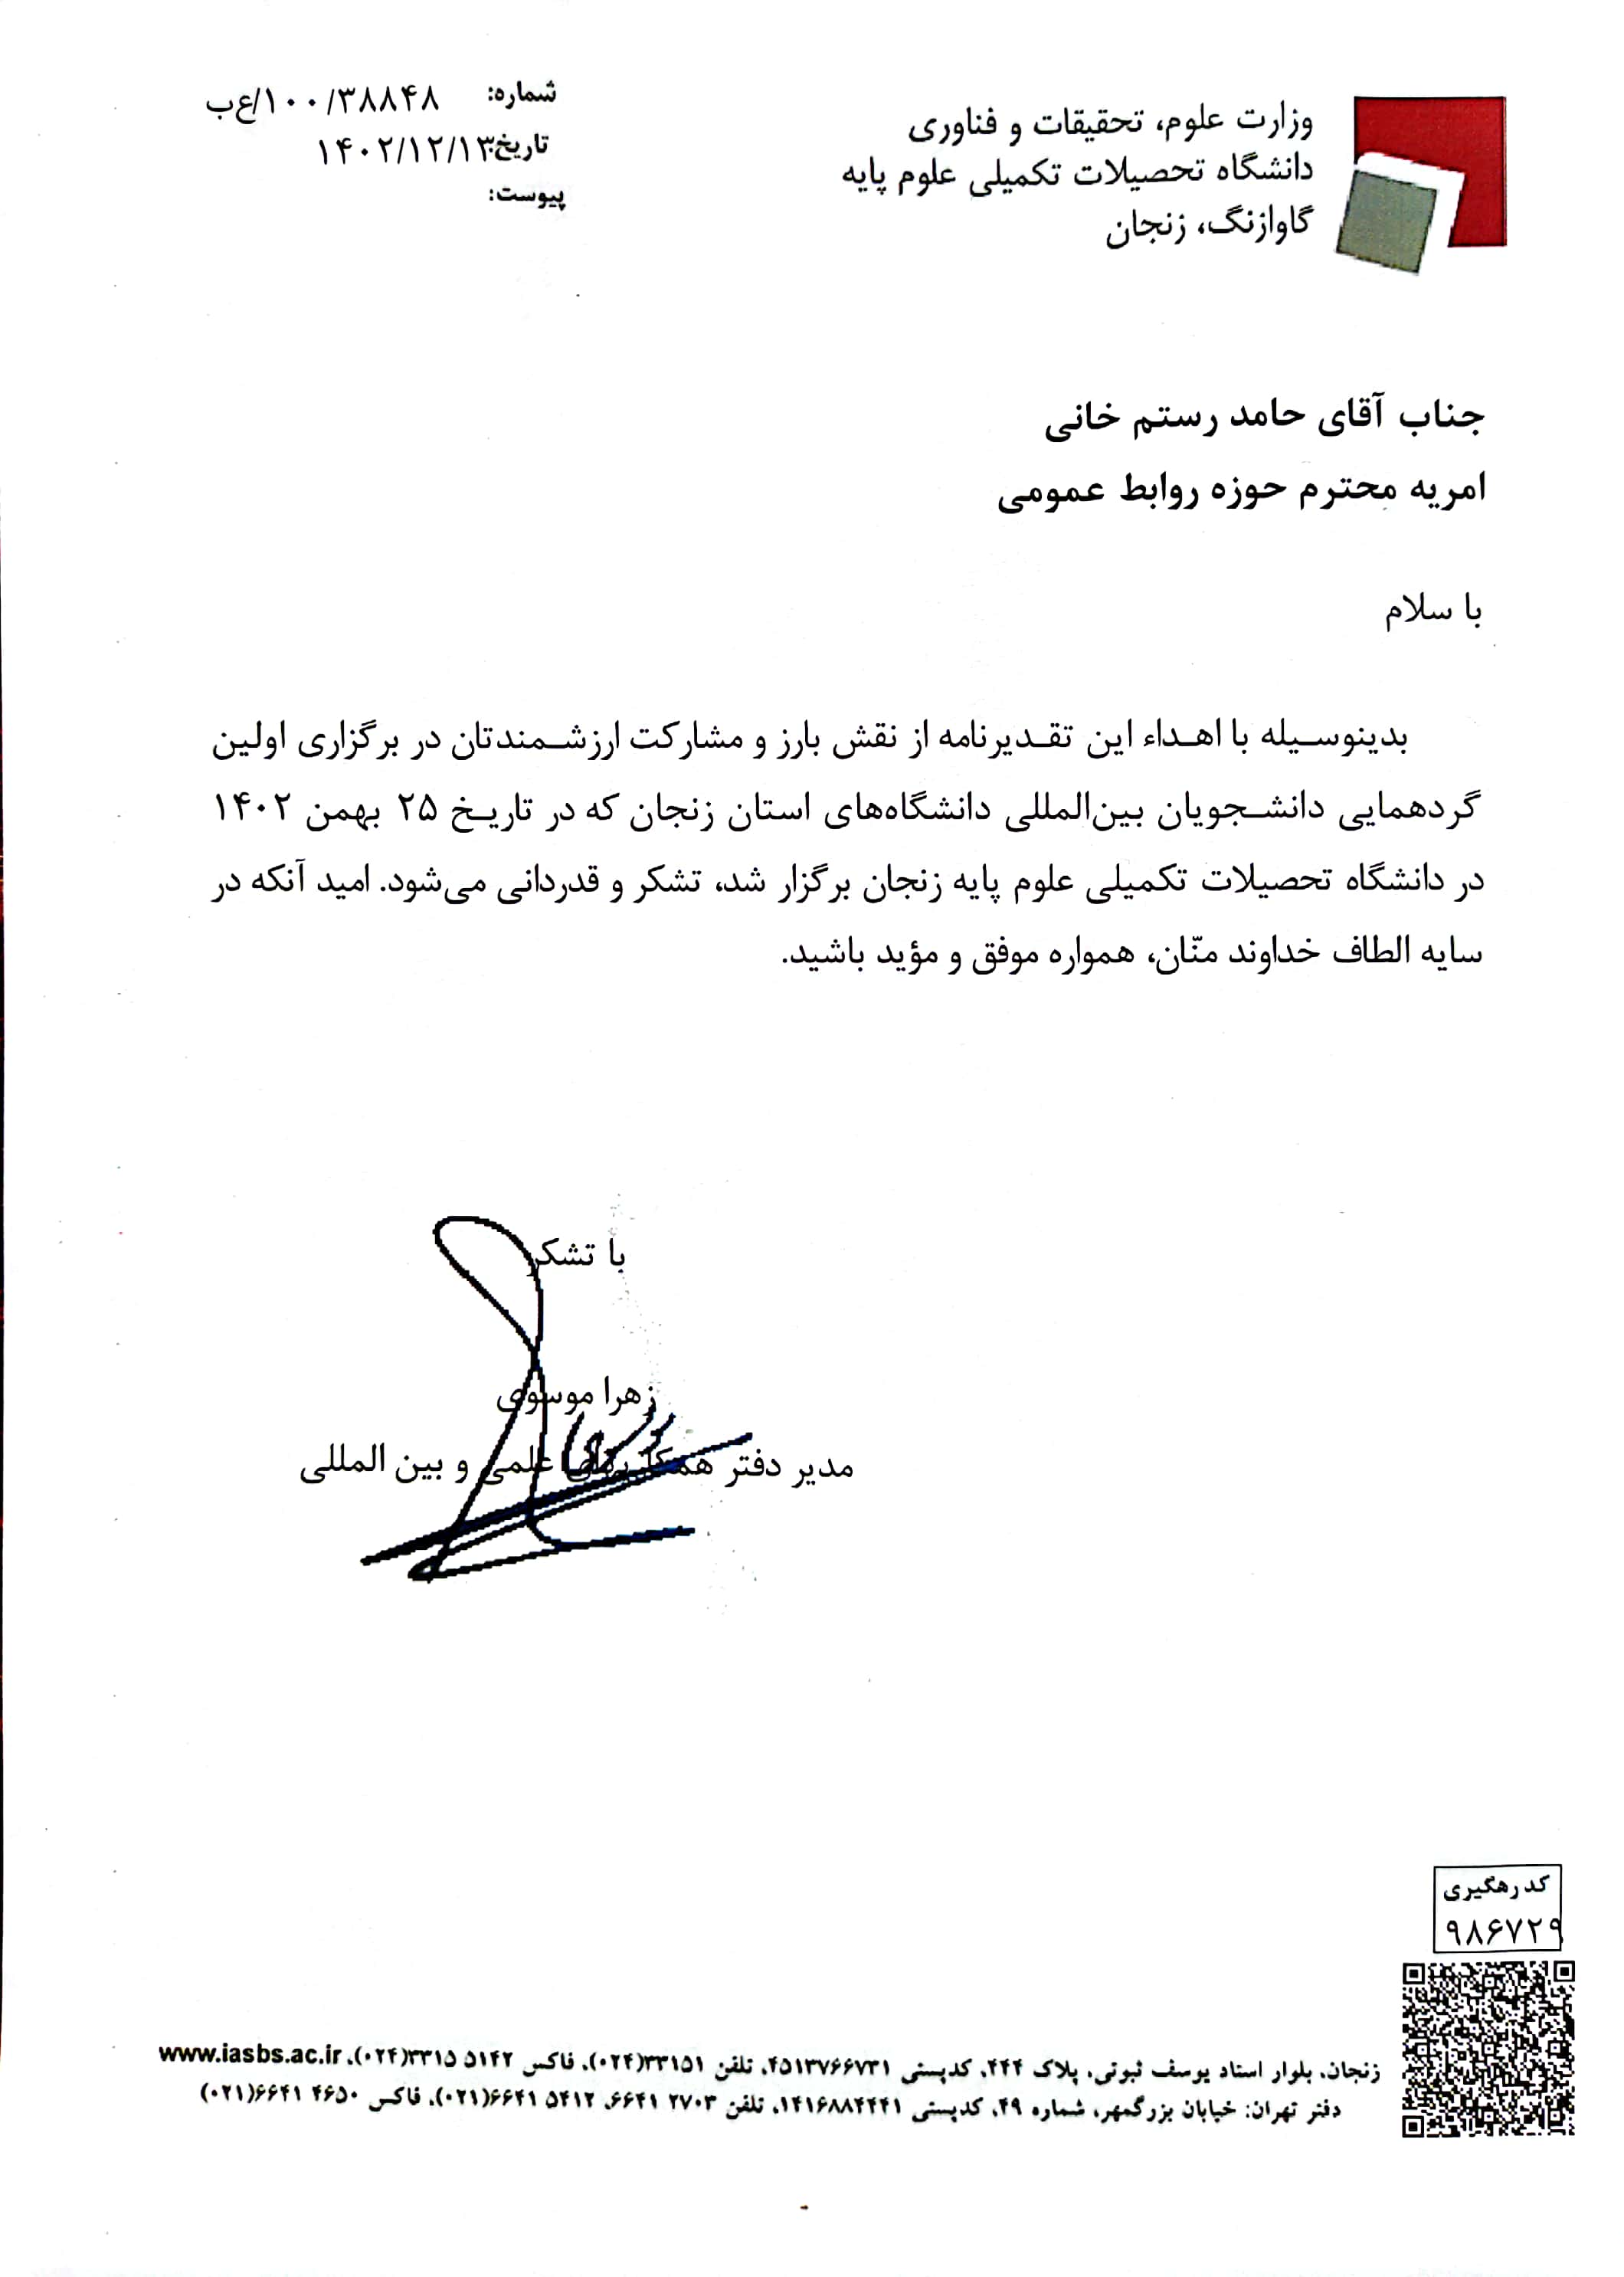 وزارت علوم، تحقیقات و فناوری
دانشگاه تحصیلات تکمیلی علوم پایه
گاوازنگ، زنجان
شماره: ۱۰۰/۳۸۸۴۸/ع‌ب
تاریخ: ۱۴۰۲/۱۲/۱۳
پیوست:
جناب آقای حامد رستم خانی
امریه محترم حوزه روابط عمومی
با سلام
بدینوسیله با اهداء این تقدیرنامه از نقش بارز و مشارکت ارزشمندتان در برگزاری اولین
گردهمایی دانشجویان بین‌المللی دانشگاه‌های استان زنجان که در تاریخ ۲۵ بهمن ۱۴۰۲
در دانشگاه تحصیلات تکمیلی علوم پایه زنجان برگزار شد، تشکر و قدردانی می‌شود. امید آنکه در
سایه الطاف خداوند منّان، همواره موفق و مؤید باشید.
با تشکر
زهرا موسوی
مدیر دفتر همکاریهای علمی و بین المللی
کد رهگیری
۹۸۶۷۲۹
زنجان، بلوار استاد یوسف ثبوتی، پلاک ۴۴۴، کدپستی ۴۵۱۳۷۶۶۷۳۱، تلفن ۳۳۱۵۱(۰۲۴)، فاکس ۵۱۴۲ ۳۳۱۵(۰۲۴)، www.iasbs.ac.ir
دفتر تهران: خیابان بزرگمهر، شماره ۴۹، کدپستی ۱۴۱۶۸۸۴۴۴۱، تلفن ۲۷۰۳ ۶۶۴۱، ۵۴۱۲ ۶۶۴۱(۰۲۱)، فاکس ۴۶۵۰ ۶۶۴۱(۰۲۱)